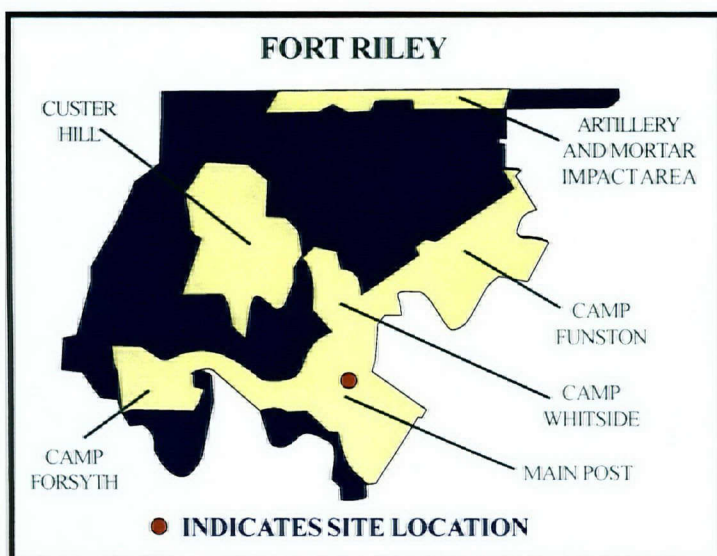 FORT RILEY
CUSTER
HILL
ARTILLERY
AND MORTAR
IMPACT AREA
CAMP
FUNSTON
CAMP
WHITSIDE
CAMP
FORSYTH
MAIN POST
INDICATES SITE LOCATION